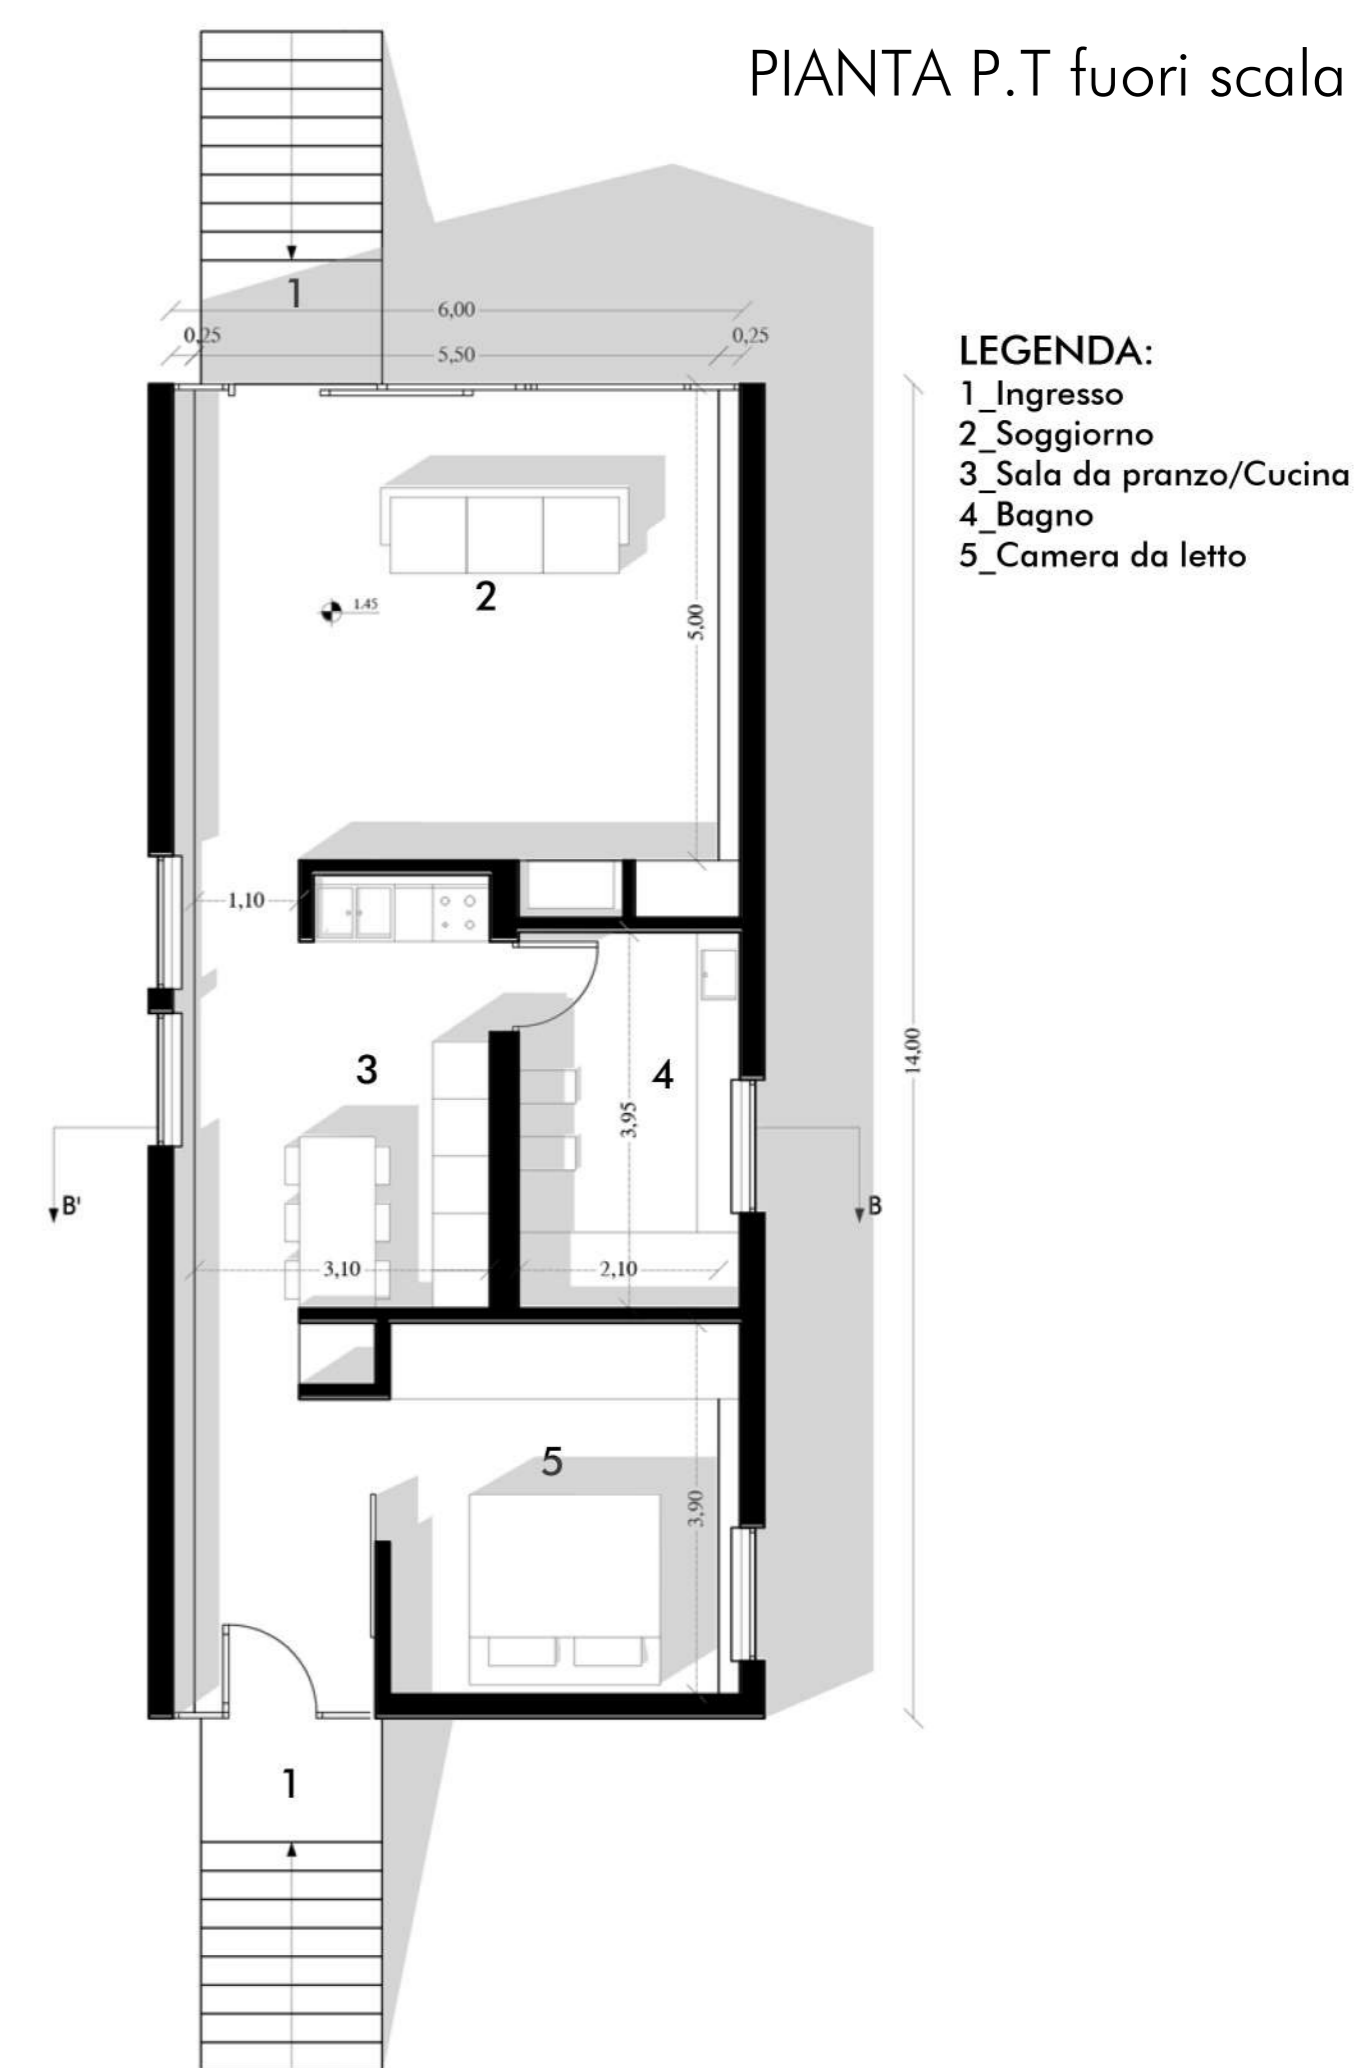 PIANTA P.T fuori scala
1
6,00
0,25
0,25
5,50
LEGENDA:
1_Ingresso
2_Soggiorno
3_Sala da pranzo/Cucina
4_Bagno
5_Camera da letto
2
1.45
5,00
1,10
14,00
3
4
3,95
B'
B
3,10
2,10
5
3,90
1